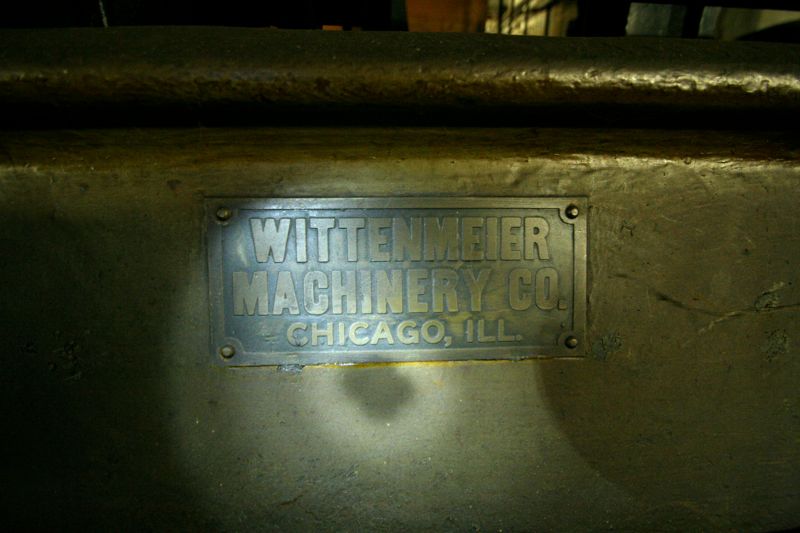 WITTENMEIER
MACHINERY CO.
CHICAGO, ILL.